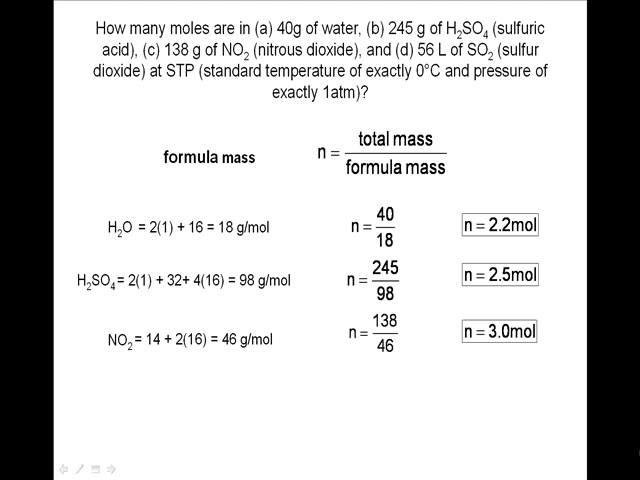 How many moles are in (a) 40g of water, (b) 245 g of H₂SO₄ (sulfuric
acid), (c) 138 g of NO₂ (nitrous dioxide), and (d) 56 L of SO₂ (sulfur
dioxide) at STP (standard temperature of exactly 0°C and pressure of
exactly 1atm)?
formula mass n = total mass / formula mass
H₂O = 2(1) + 16 = 18 g/mol n = 40/18 n = 2.2mol
H₂SO₄ = 2(1) + 32+ 4(16) = 98 g/mol n = 245/98 n = 2.5mol
NO₂ = 14 + 2(16) = 46 g/mol n = 138/46 n = 3.0mol